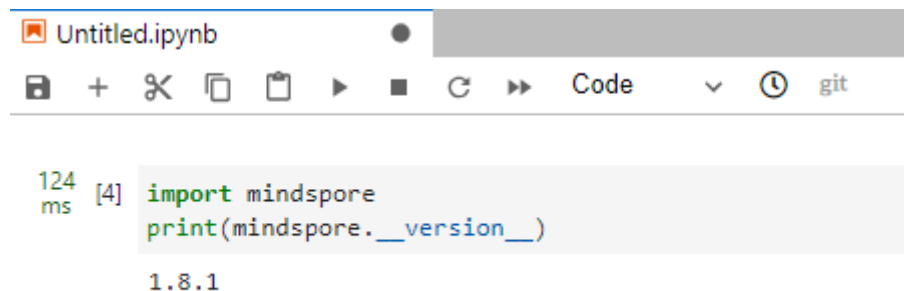 Untitled.ipynb
Code
git
124
ms
[4]
import mindspore
print(mindspore.__version__)
1.8.1